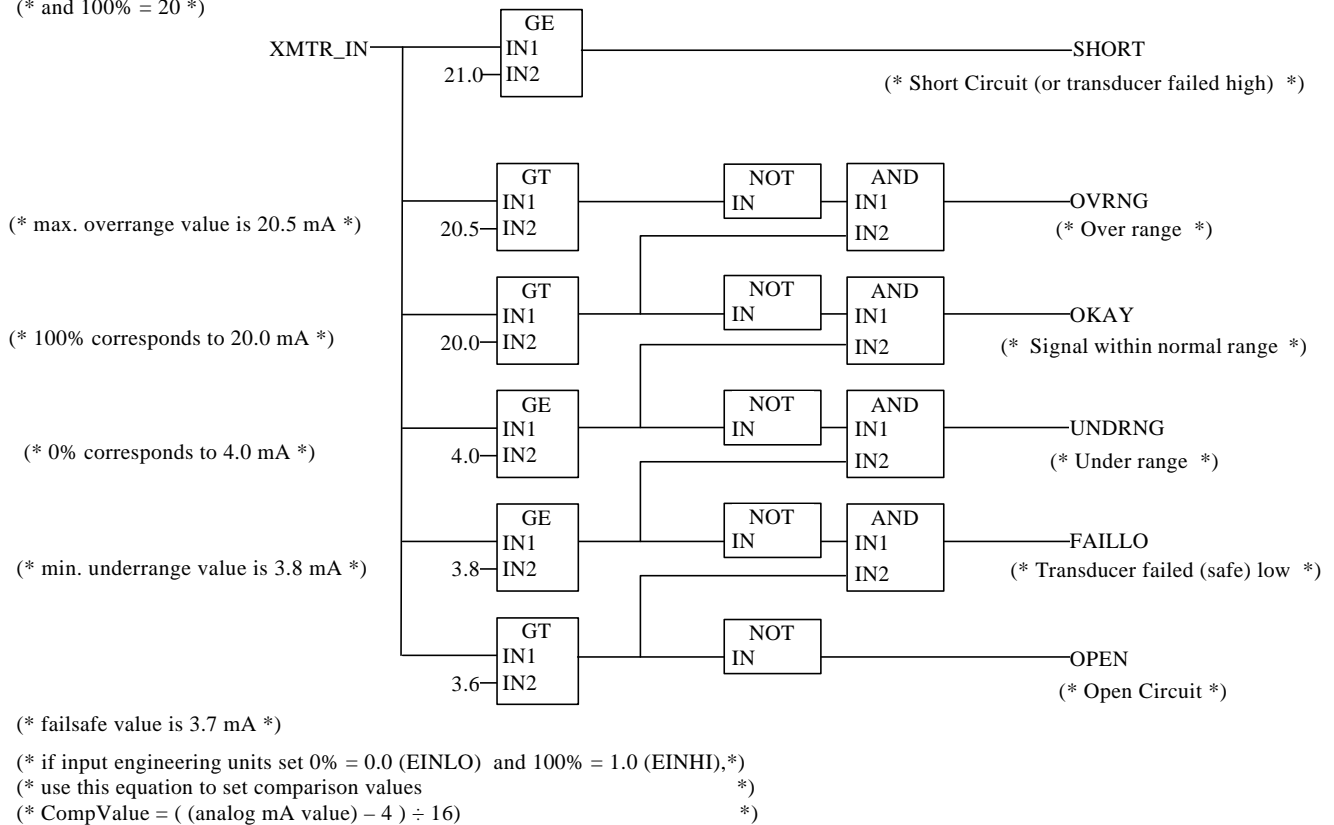 (* and 100% = 20 *)
GE
XMTR_IN
IN1
SHORT
21.0
IN2
(* Short Circuit (or transducer failed high)  *)
GT
NOT
AND
IN1
IN
IN1
OVRNG
(* max. overrange value is 20.5 mA *)
20.5
IN2
IN2
(* Over range  *)
GT
NOT
AND
IN1
IN
IN1
OKAY
(* 100% corresponds to 20.0 mA *)
20.0
IN2
IN2
(*  Signal within normal range  *)
GE
NOT
AND
IN1
IN
IN1
UNDRNG
(* 0% corresponds to 4.0 mA *)
4.0
IN2
IN2
(* Under range  *)
GE
NOT
AND
IN1
IN
IN1
FAILLO
(* min. underrange value is 3.8 mA *)
3.8
IN2
IN2
(* Transducer failed (safe) low  *)
GT
NOT
IN1
IN
OPEN
3.6
IN2
(* Open Circuit *)
(* failsafe value is 3.7 mA *)
(* if input engineering units set 0% = 0.0 (EINLO)  and 100% = 1.0 (EINHI),*)
(* use this equation to set comparison values *)
(* CompValue = ( (analog mA value) – 4 ) ÷ 16) *)